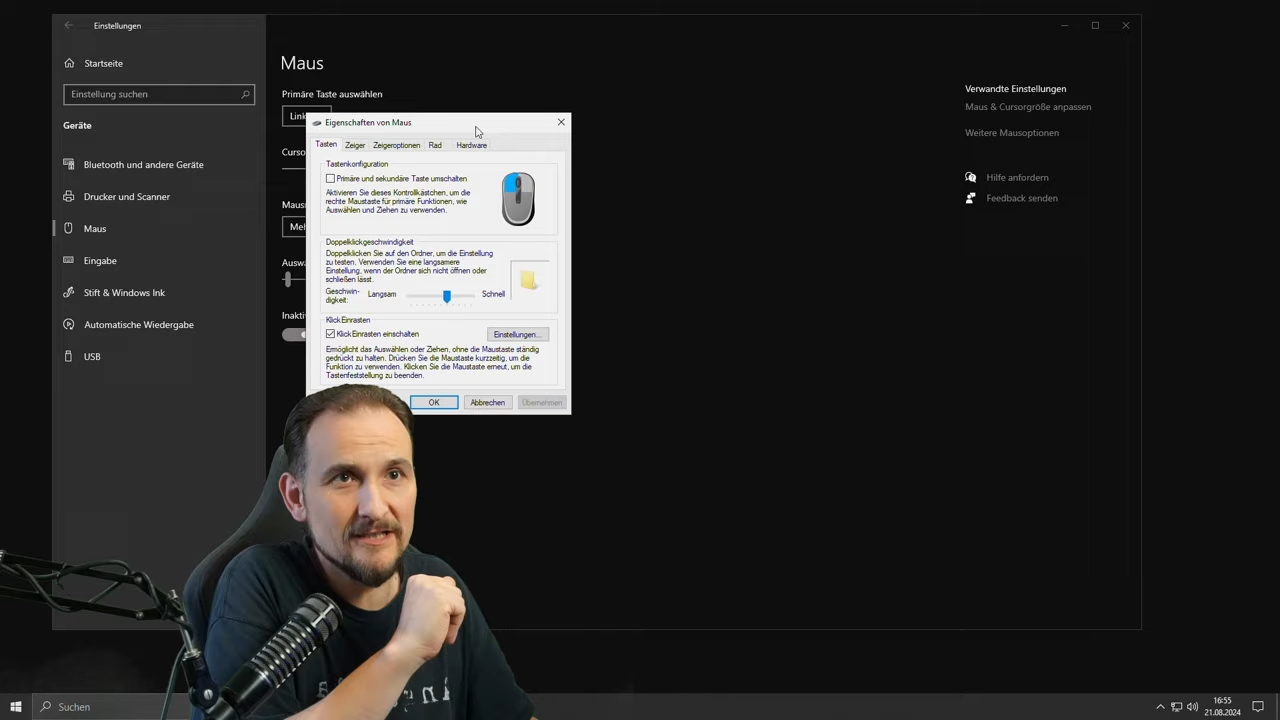 Einstellungen
Startseite
Einstellung suchen
Geräte
Bluetooth und andere Geräte
Drucker und Scanner
Maus
Eingabe
Stift & Windows Ink
Automatische Wiedergabe
USB
Maus
Primäre Taste auswählen
Eigenschaften von Maus
Tasten Zeiger Zeigeroptionen Rad Hardware
Tastenkonfiguration
Primäre und sekundäre Taste umschalten
Aktivieren Sie dieses Kontrollkästchen, um die
rechte Maustaste für primäre Funktionen, wie
Auswählen und Ziehen zu verwenden.
Doppelklickgeschwindigkeit
Doppelklicken Sie auf den Ordner, um die Einstellung
zu testen. Verwenden Sie eine langsamere
Einstellung, wenn der Ordner sich nicht öffnen oder
schließen lässt.
Geschwin-
digkeit:
Langsam
Schnell
KlickEinrasten
KlickEinrasten einschalten
Einstellungen...
Ermöglicht das Auswählen oder Ziehen, ohne die Maustaste ständig
gedrückt zu halten. Drücken Sie die Maustaste kurzzeitig, um die
Funktion zu verwenden. Klicken Sie die Maustaste erneut, um die
Tastenfeststellung zu beenden.
OK
Abbrechen
Übernehmen
Verwandte Einstellungen
Maus & Cursorgröße anpassen
Weitere Mausoptionen
Hilfe anfordern
Feedback senden
Suchen
16:55
21.08.2024